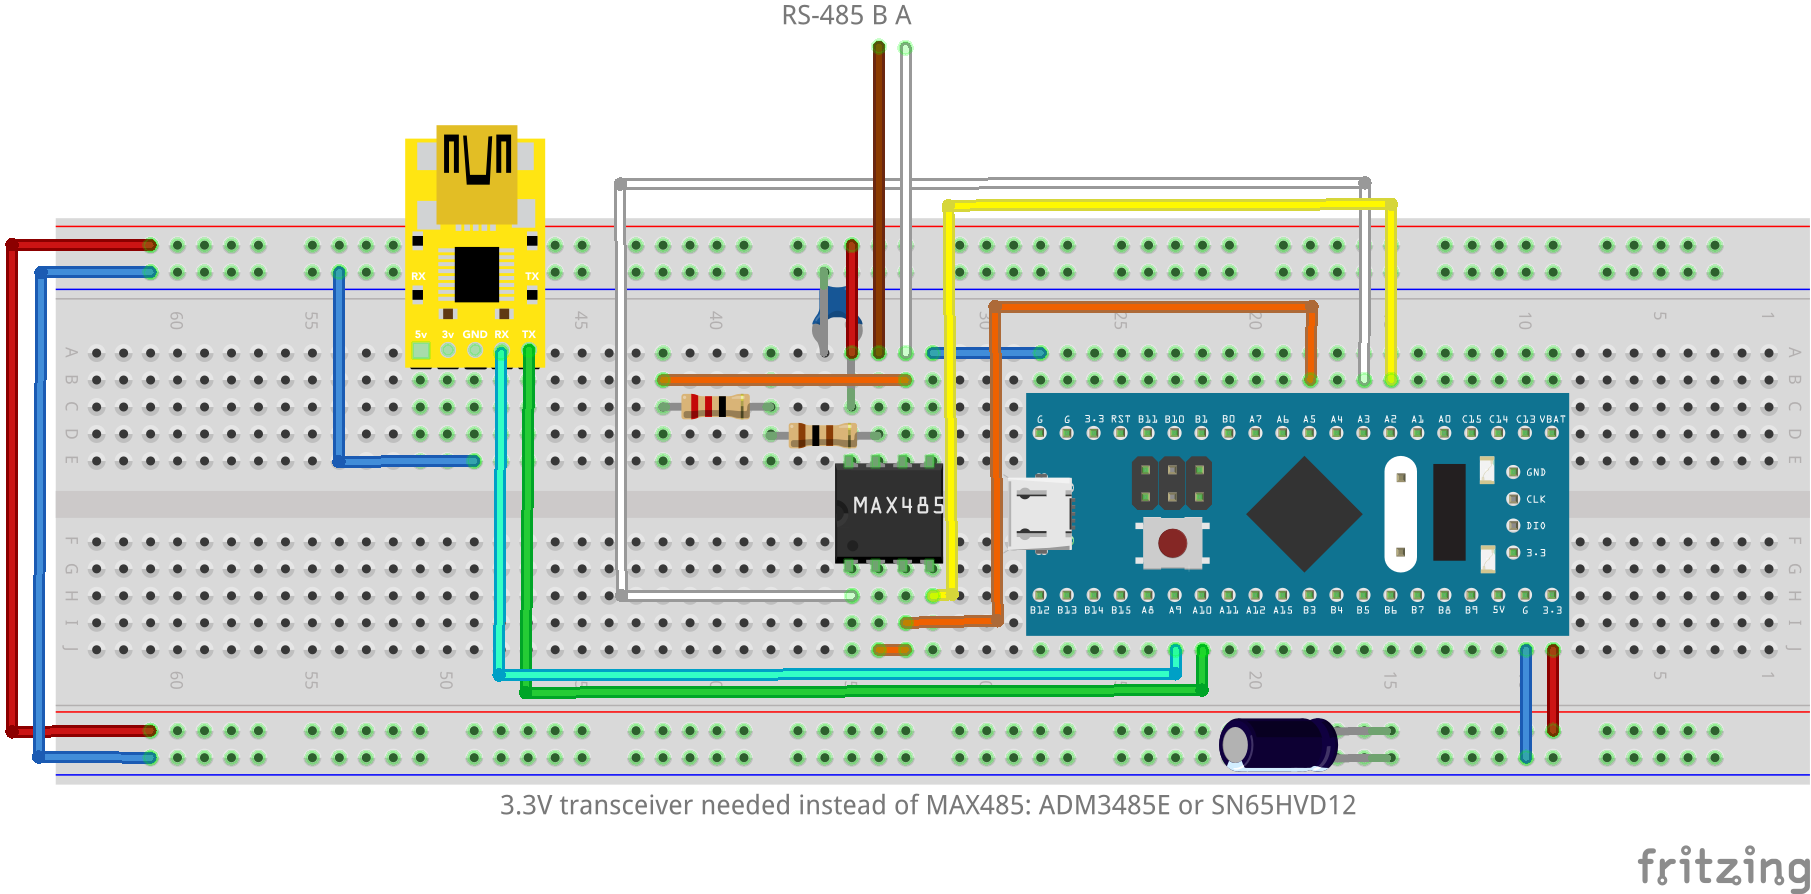 RS-485 B A
RX TX
5v 3v GND RX TX
60 55 45 40 30 25 20 10 5 1
A A
B B
C C
D D
E E
G G 3.3 RST B11 B10 B1 B0 A7 A6 A5 A4 A3 A2 A1 A0 C15 C14 C13 VBAT
GND
CLK
DIO
3.3
MAX485
F F
G G
H H
I I
J J
B12 B13 B14 B15 A8 A9 A10 A11 A12 A15 B3 B4 B5 B6 B7 B8 B9 5V G 3.3
60 55 50 20 15 5 1
3.3V transceiver needed instead of MAX485: ADM3485E or SN65HVD12
fritzing